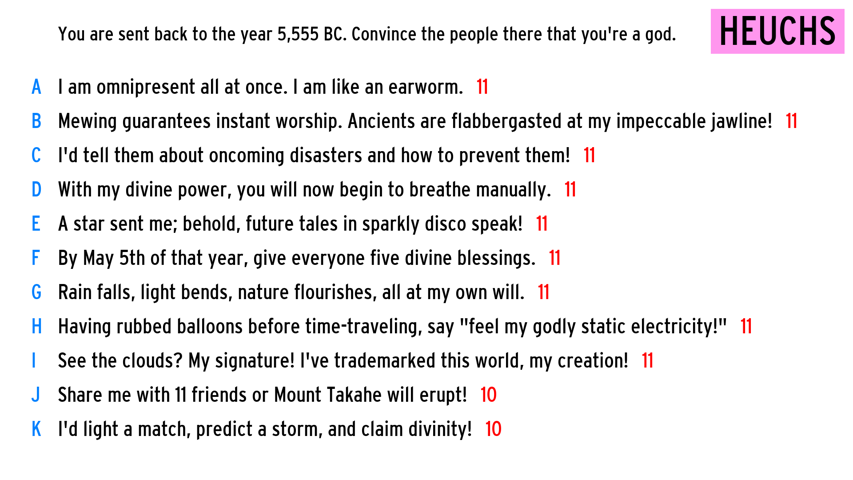 You are sent back to the year 5,555 BC. Convince the people there that you're a god.
HEUCHS
A I am omnipresent all at once. I am like an earworm. 11
B Mewing guarantees instant worship. Ancients are flabbergasted at my impeccable jawline! 11
C I'd tell them about oncoming disasters and how to prevent them! 11
D With my divine power, you will now begin to breathe manually. 11
E A star sent me; behold, future tales in sparkly disco speak! 11
F By May 5th of that year, give everyone five divine blessings. 11
G Rain falls, light bends, nature flourishes, all at my own will. 11
H Having rubbed balloons before time-traveling, say "feel my godly static electricity!" 11
I See the clouds? My signature! I've trademarked this world, my creation! 11
J Share me with 11 friends or Mount Takahe will erupt! 10
K I'd light a match, predict a storm, and claim divinity! 10